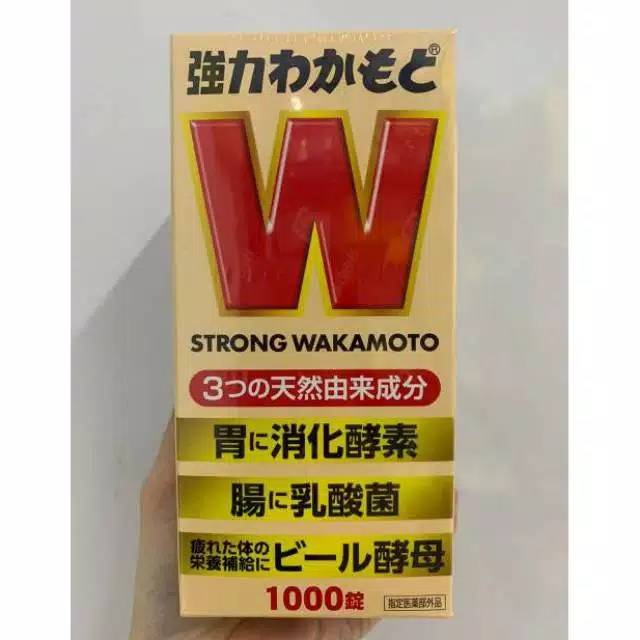 強力わかもと®
W
STRONG WAKAMOTO
3つの天然由来成分
胃に消化酵素
腸に乳酸菌
疲れた体の
栄養補給にビール酵母
1000錠
指定医薬部外品